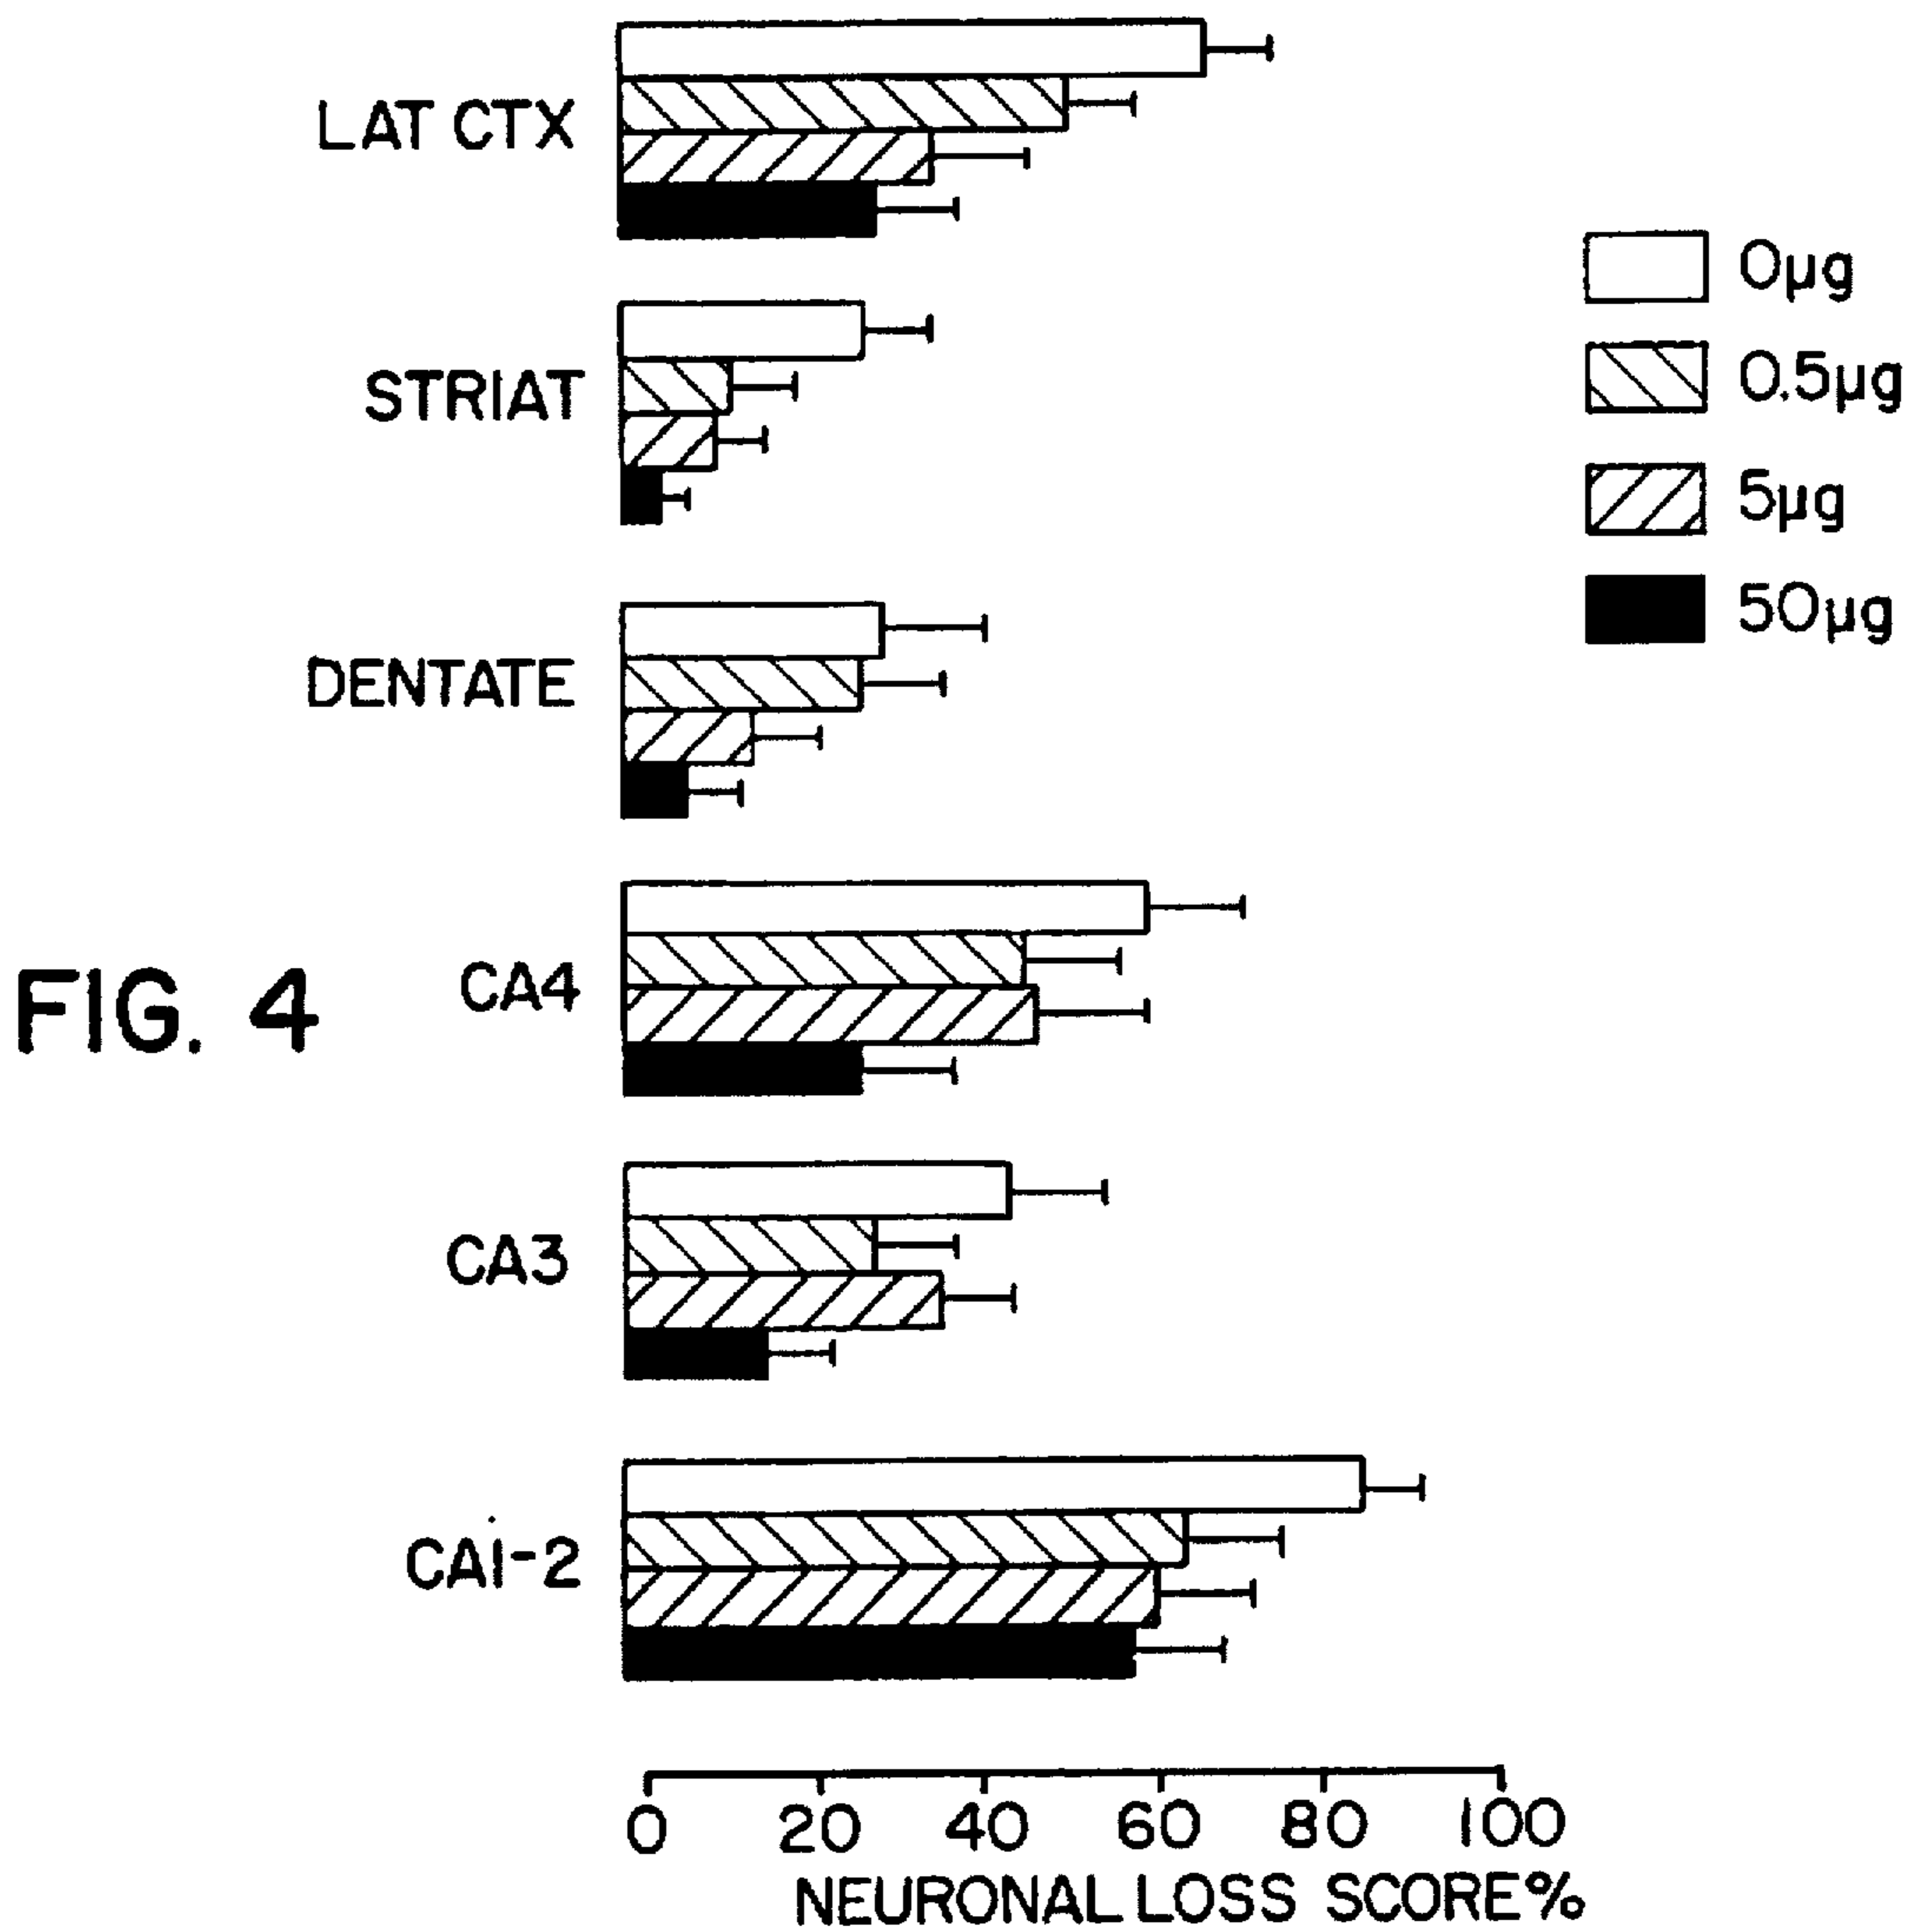 LAT CTX
0µg
0.5µg
STRIAT
5µg
50µg
DENTATE
FIG. 4
CA4
CA3
CA1-2
0 20 40 60 80 100
NEURONAL LOSS SCORE%